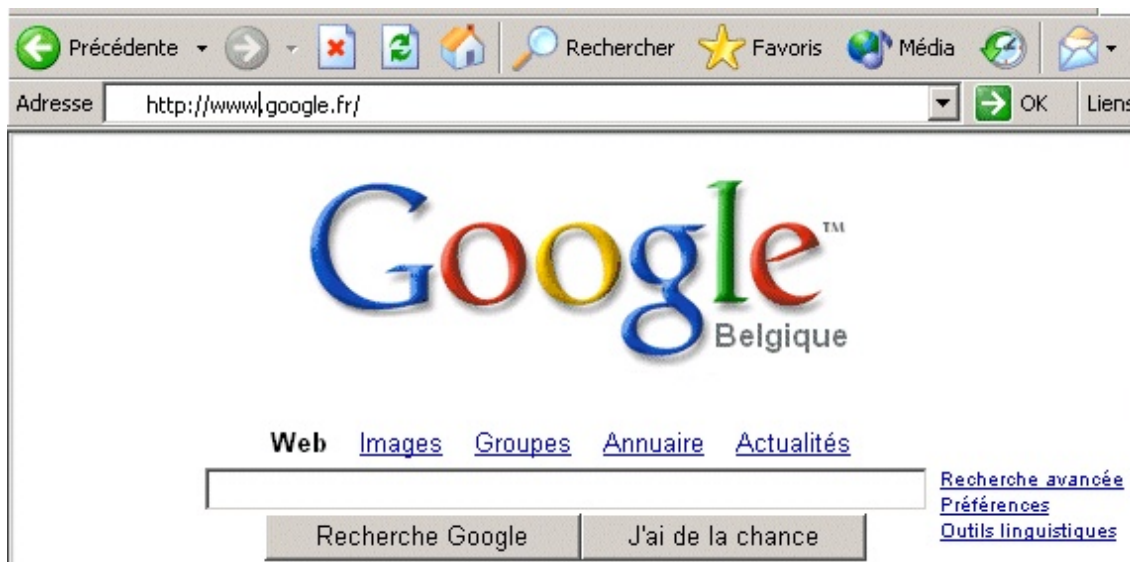 Précédente Rechercher Favoris Média
Adresse http://www.google.fr/ OK Liens
Google™
Belgique
Web Images Groupes Annuaire Actualités
Recherche avancée
Préférences
Outils linguistiques
Recherche Google J'ai de la chance